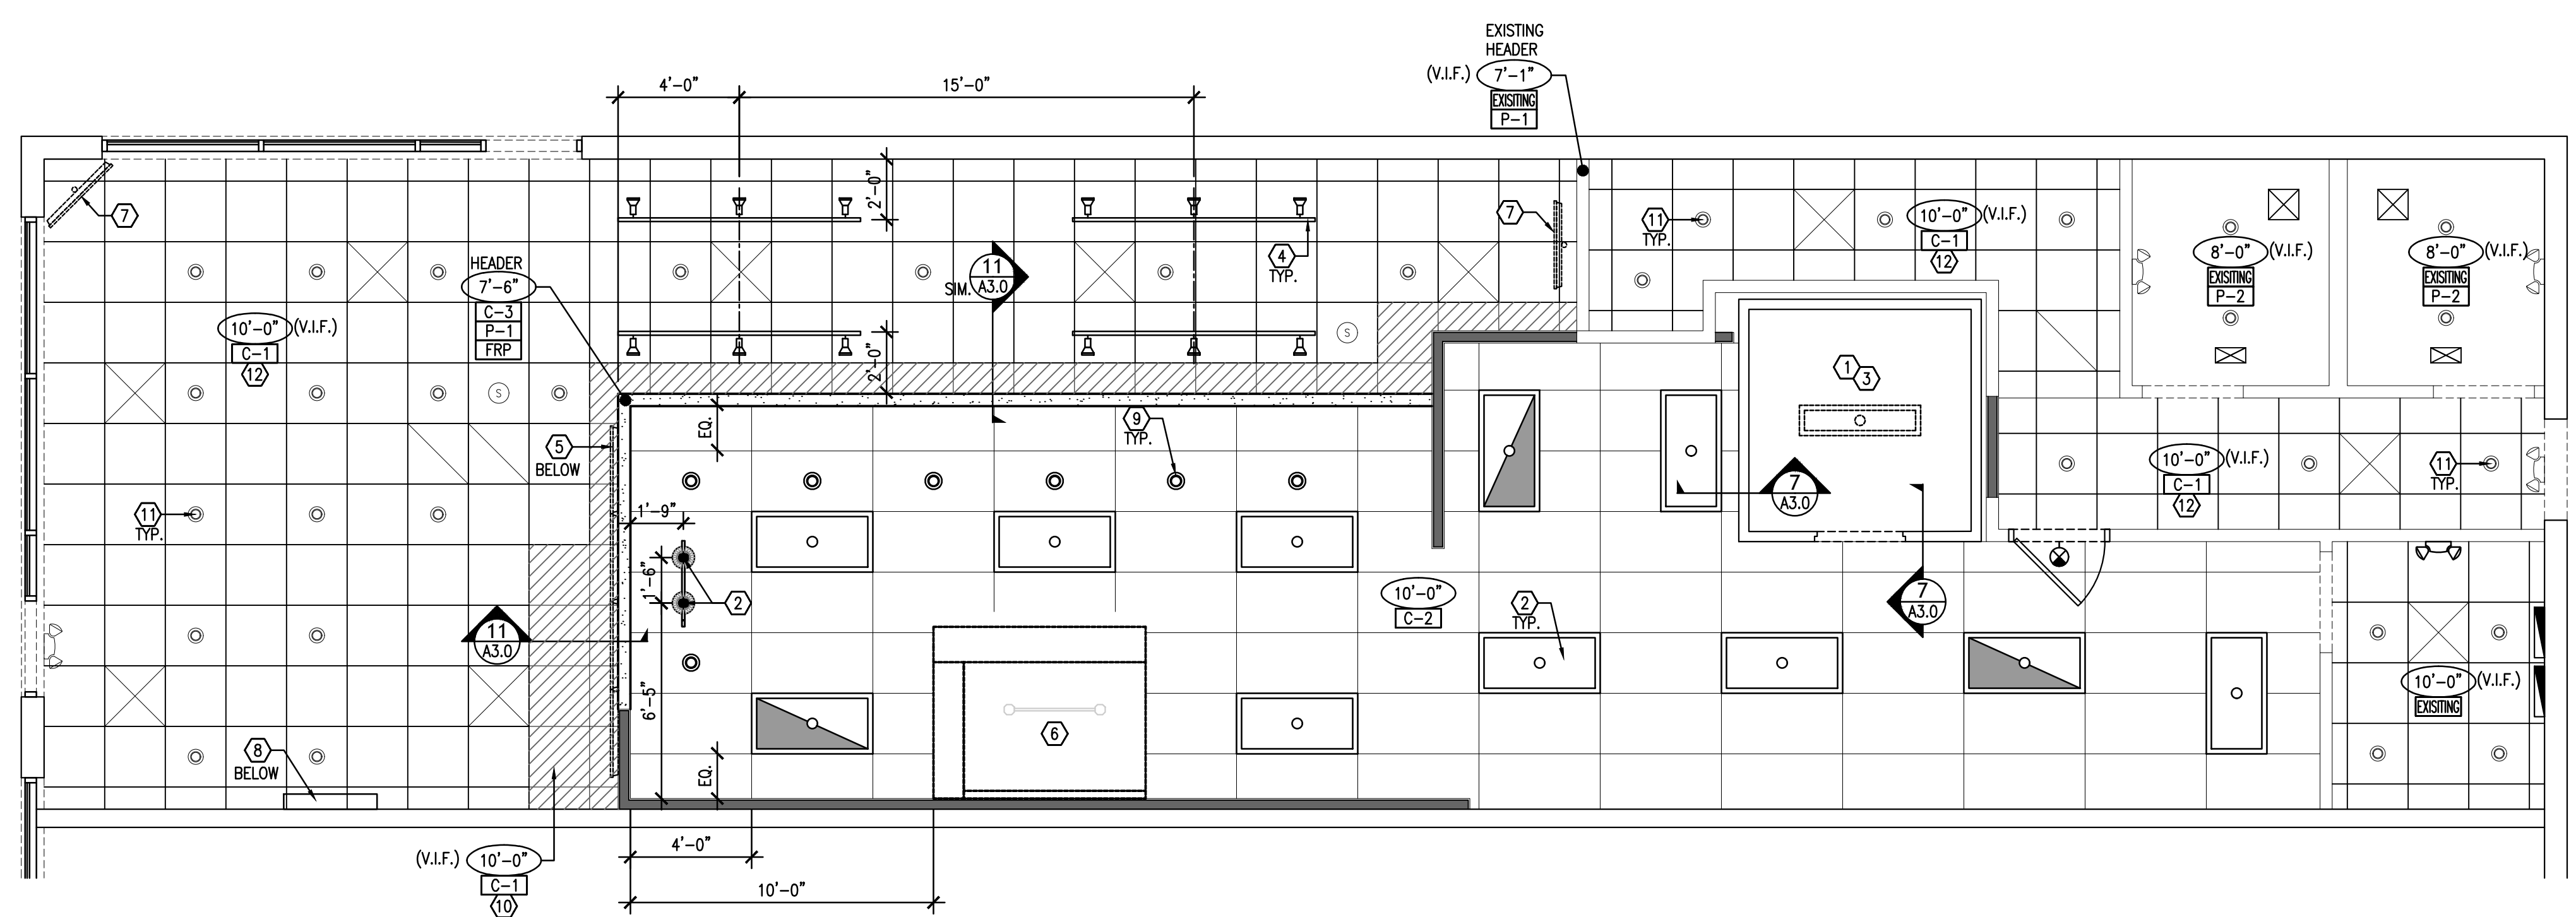 EXISTING
HEADER
(V.I.F.) 7'-1"
EXISITING
P-1
4'-0" 15'-0"
2'-0"
7
HEADER
7'-6"
C-3
P-1
FRP
11
SIM. A3.0
4
TYP.
7
11
TYP.
10'-0" (V.I.F.)
C-1
12
8'-0" (V.I.F.)
EXISITING
P-2
8'-0" (V.I.F.)
EXISITING
P-2
10'-0" (V.I.F.)
C-1
12
S
2'-0"
S
1
3
5
BELOW
EQ.
9
TYP.
7
A3.0
10'-0" (V.I.F.)
C-1
12
11
TYP.
11
TYP.
1'-9"
1'-6"
2
11
A3.0
10'-0"
C-2
2
TYP.
7
A3.0
6'-5"
6
10'-0" (V.I.F.)
EXISITING
8
BELOW
EQ.
4'-0"
(V.I.F.) 10'-0"
C-1
10
10'-0"